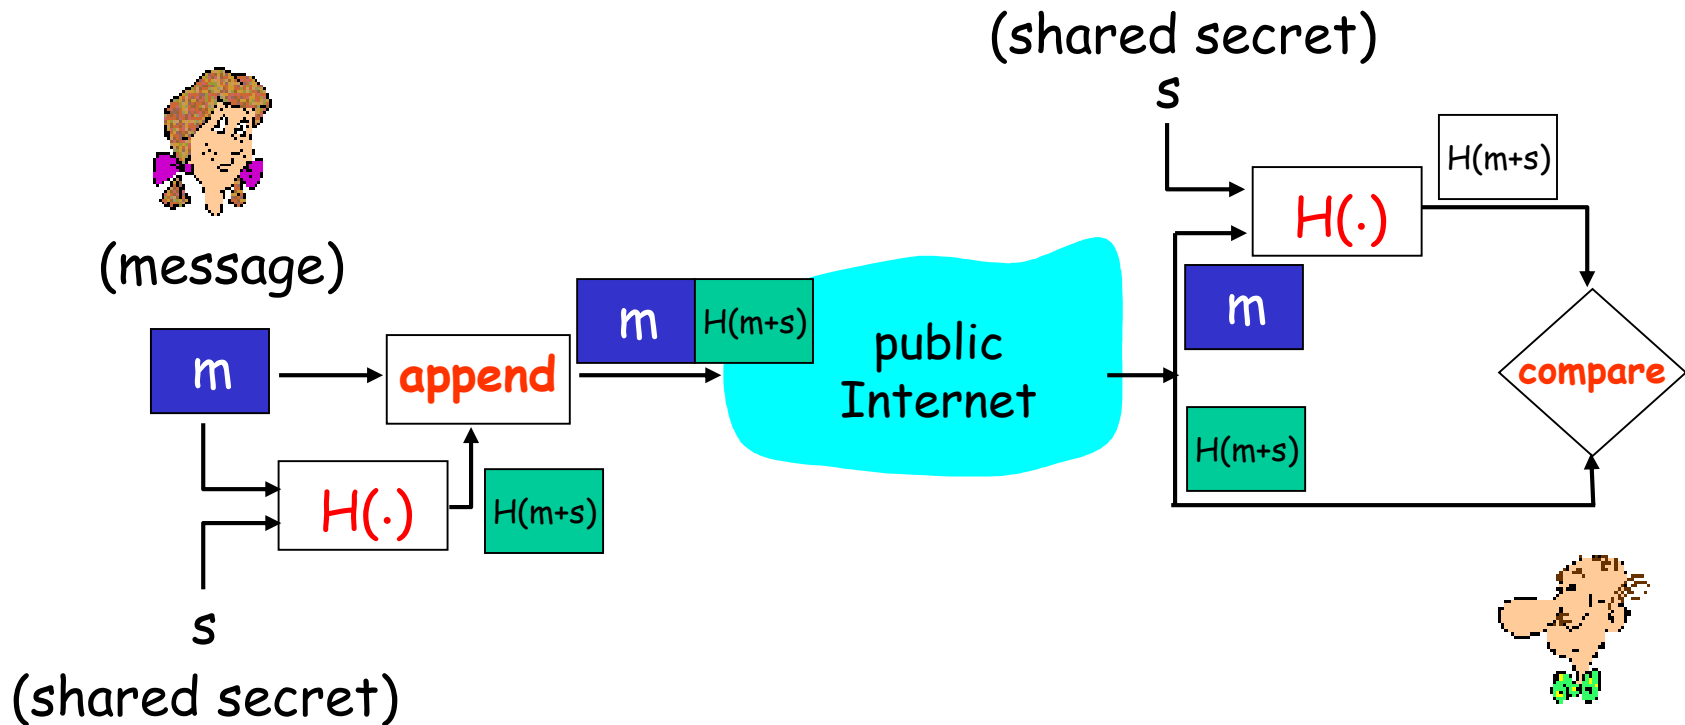 (shared secret)
s
H(m+s)
H(.)
(message)
m
H(m+s)
m
public
Internet
m
append
compare
H(m+s)
H(.)
H(m+s)
s
(shared secret)